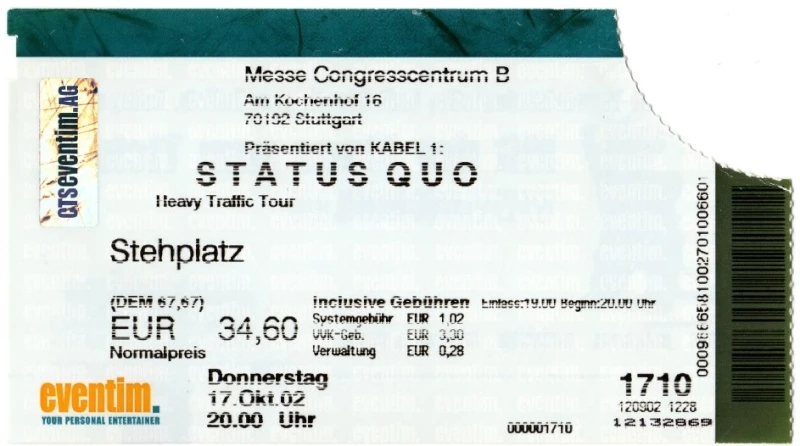 Messe Congresscentrum B
Am Kochenhof 16
70192 Stuttgart
Präsentiert von KABEL 1:
STATUS QUO
Heavy Traffic Tour
CTSeventim.AG
Stehplatz
(DEM 67,67)
EUR 34,60
Normalpreis
Inclusive Gebühren Einlass:19.00 Beginn:20.00 Uhr
Systemgebühr EUR 1,02
VVK-Geb. EUR 3,30
Verwaltung EUR 0,28
eventim.
YOUR PERSONAL ENTERTAINER
Donnerstag
17.Okt.02
20.00 Uhr
000001710
1710
120902 1228
12132869